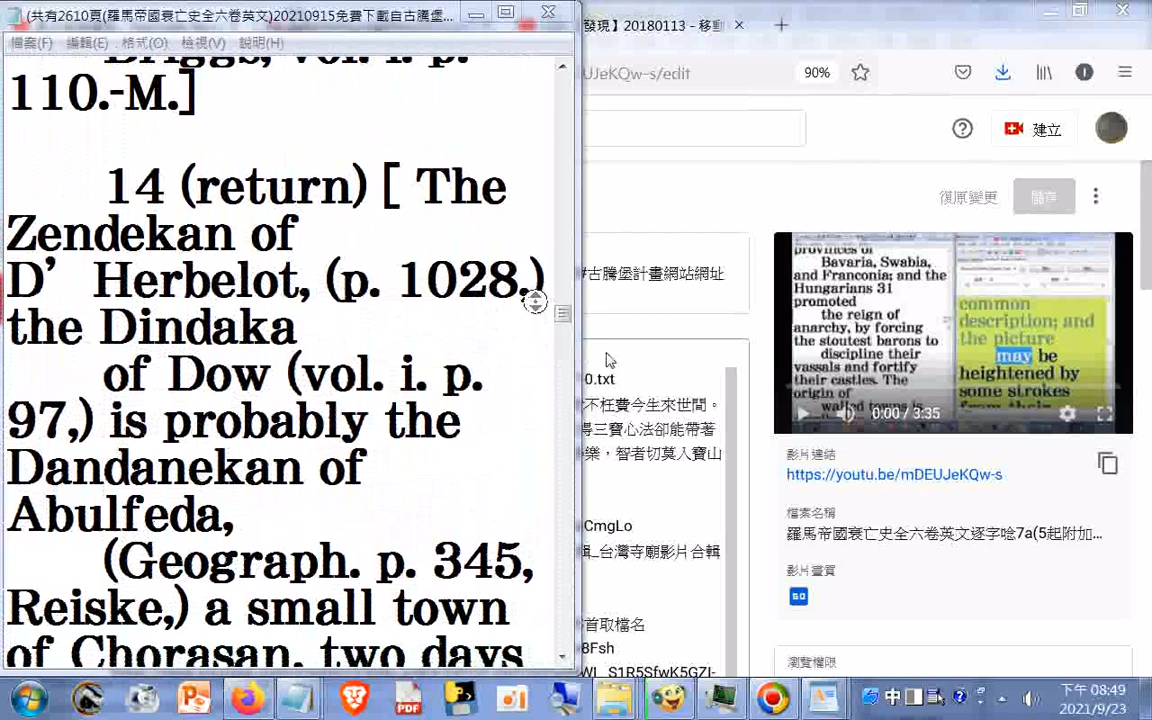 (共有2610頁(羅馬帝國衰亡史全六卷英文)20210915免費下載自古騰堡...
檔案(F) 編輯(E) 格式(O) 檢視(V) 說明(H)
Briggs, vol. i. p.
110.-M.]
14 (return) [ The
Zendekan of
D’ Herbelot, (p. 1028,)
the Dindaka
of Dow (vol. i. p.
97,) is probably the
Dandanekan of
Abulfeda,
(Geograph. p. 345,
Reiske,) a small town
of Chorasan, two days
發現】20180113 - 移動
UJeKQw-s/edit
90%
建立
復原變更
儲存
#古騰堡計畫網站網址
0.txt
不枉費今生來世間。
得三寶心法卻能帶著
樂，智者切莫入寶山
CmgLo
輯_台灣寺廟影片合輯
首取檔名
8Fsh
WI_S1R5SfwK5GZI-
provinces of
Bavaria, Swabia,
and Franconia; and the
Hungarians 31
promoted
the reign of
anarchy, by forcing
the stoutest barons to
discipline their
vassals and fortify
their castles. The
origin of
walled towns is
common
description; and
the picture
may be
heightened by
some strokes
0:00 / 3:35
影片連結
https://youtu.be/mDEUJeKQw-s
檔案名稱
羅馬帝國衰亡史全六卷英文逐字唸7a(5起附加...
影片畫質
SD
瀏覽權限
PDF
中
下午 08:49
2021/9/23